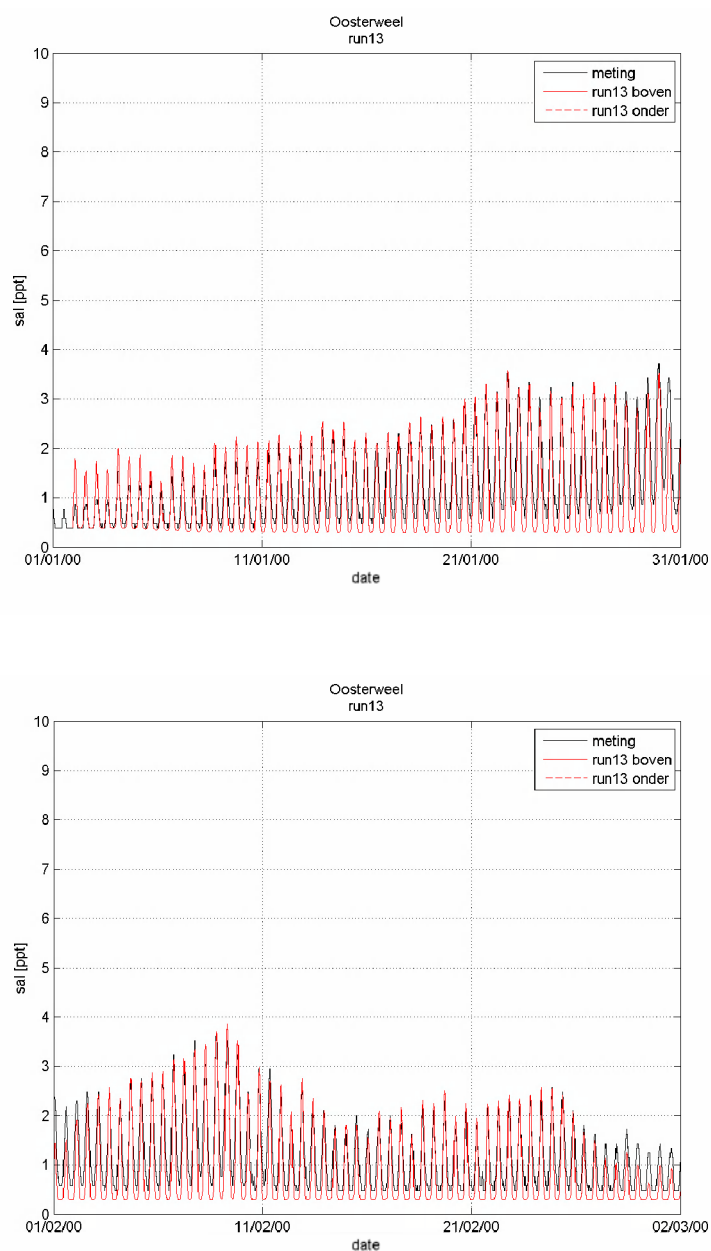 Oosterweel
run13
10
9
8
7
6
5
4
3
2
1
0
sal [ppt]
meting
run13 boven
run13 onder
01/01/00 11/01/00 21/01/00 31/01/00
date
Oosterweel
run13
10
9
8
7
6
5
4
3
2
1
0
sal [ppt]
meting
run13 boven
run13 onder
01/02/00 11/02/00 21/02/00 02/03/00
date